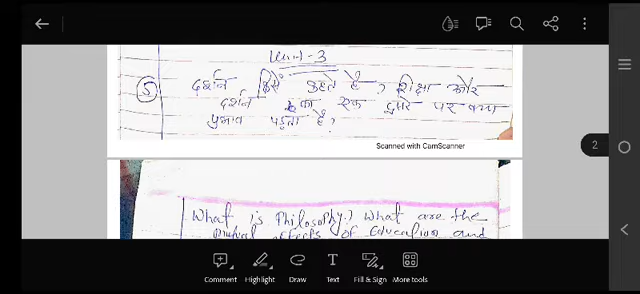 Unit - 3
5 दर्शन किसे कहते है, शिक्षा और
दर्शन का एक दूसरे पर क्या
प्रभाव पड़ता है?
Scanned with CamScanner
2
What is Philosophy? What are the
mutual effects of Education and
Comment Highlight Draw Text Fill & Sign More tools